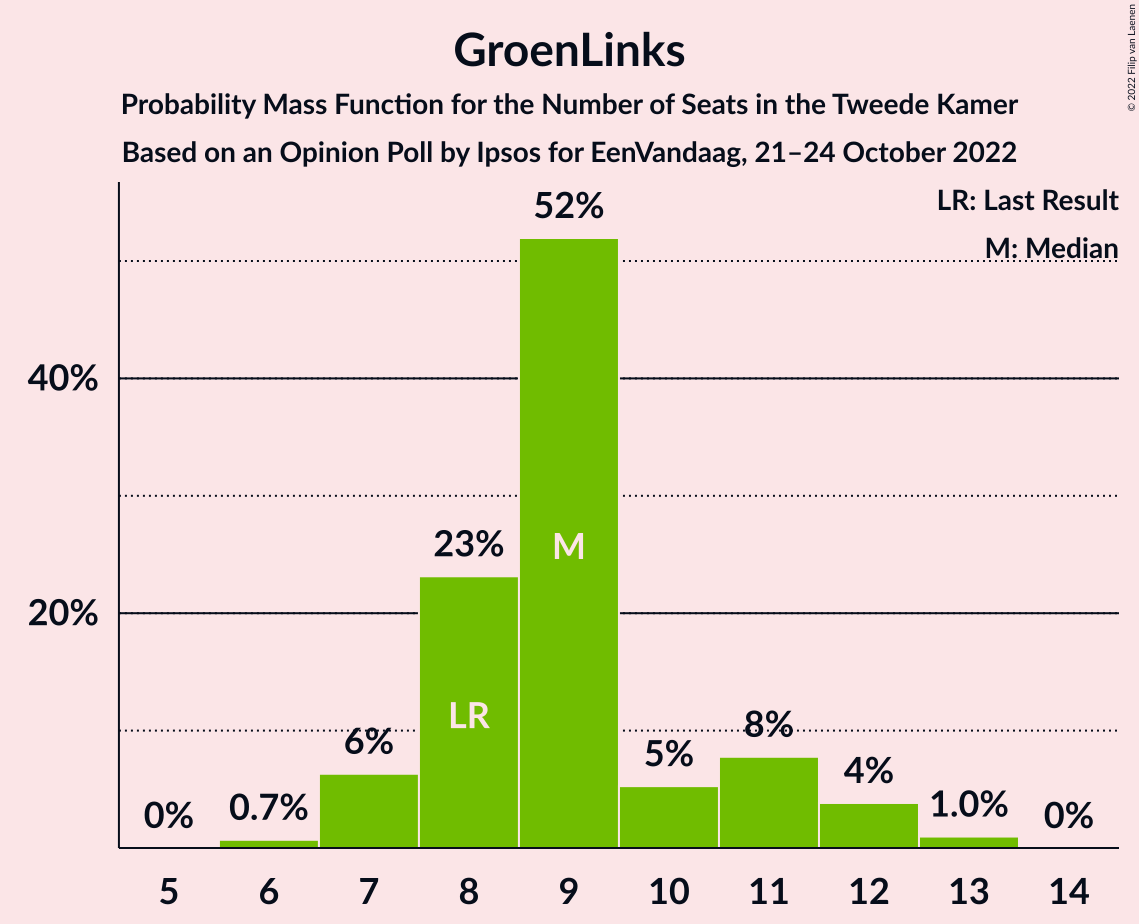 GroenLinks
Probability Mass Function for the Number of Seats in the Tweede Kamer
Based on an Opinion Poll by Ipsos for EenVandaag, 21–24 October 2022
© 2022 Filip van Laenen
LR: Last Result
M: Median
52%
40%
23%
M
20%
LR
6%
8%
5%
4%
0%
0.7%
1.0%
0%
5 6 7 8 9 10 11 12 13 14